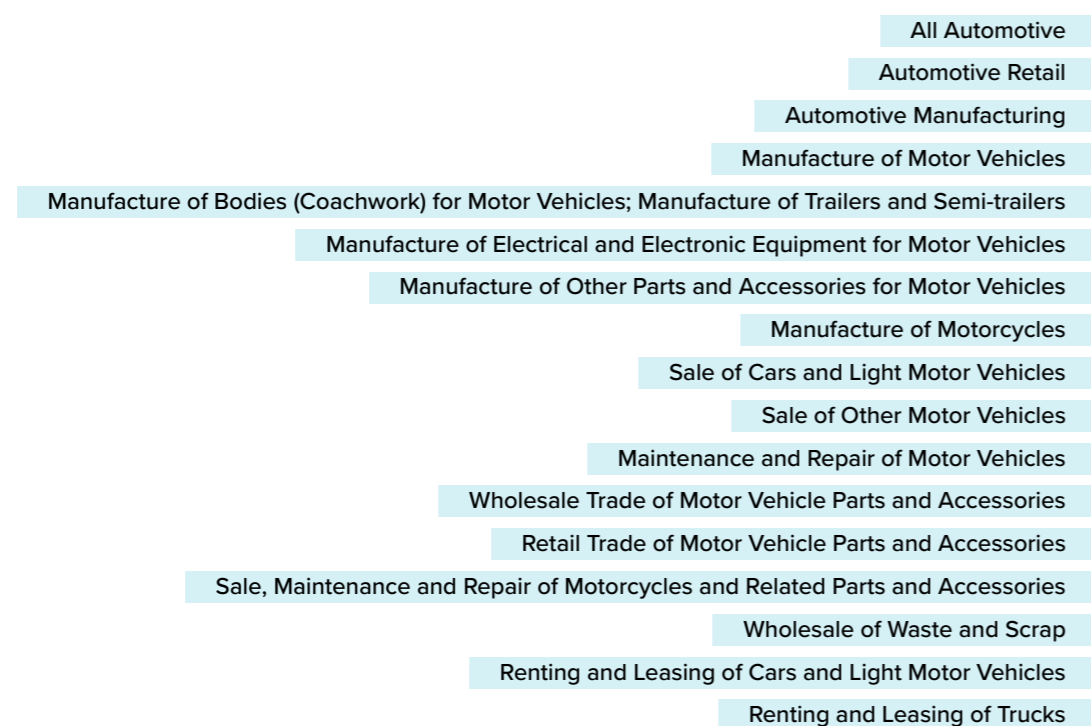 All Automotive
Automotive Retail
Automotive Manufacturing
Manufacture of Motor Vehicles
Manufacture of Bodies (Coachwork) for Motor Vehicles; Manufacture of Trailers and Semi-trailers
Manufacture of Electrical and Electronic Equipment for Motor Vehicles
Manufacture of Other Parts and Accessories for Motor Vehicles
Manufacture of Motorcycles
Sale of Cars and Light Motor Vehicles
Sale of Other Motor Vehicles
Maintenance and Repair of Motor Vehicles
Wholesale Trade of Motor Vehicle Parts and Accessories
Retail Trade of Motor Vehicle Parts and Accessories
Sale, Maintenance and Repair of Motorcycles and Related Parts and Accessories
Wholesale of Waste and Scrap
Renting and Leasing of Cars and Light Motor Vehicles
Renting and Leasing of Trucks